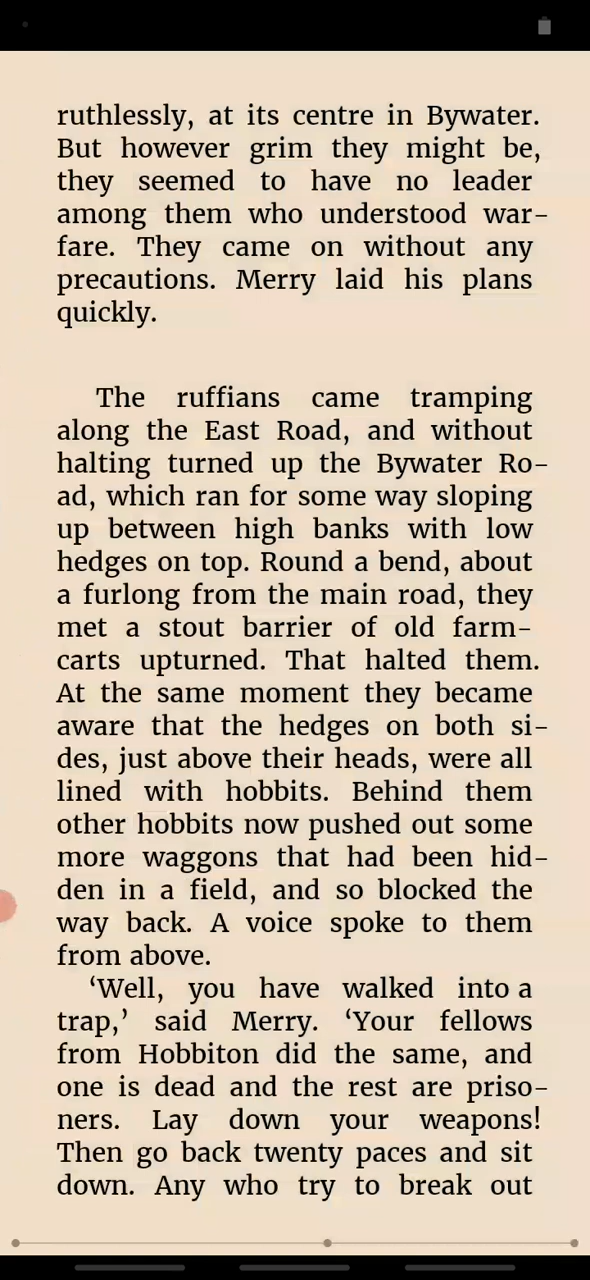 ruthlessly, at its centre in Bywater.
But however grim they might be,
they seemed to have no leader
among them who understood war-
fare. They came on without any
precautions. Merry laid his plans
quickly.
The ruffians came tramping
along the East Road, and without
halting turned up the Bywater Ro-
ad, which ran for some way sloping
up between high banks with low
hedges on top. Round a bend, about
a furlong from the main road, they
met a stout barrier of old farm-
carts upturned. That halted them.
At the same moment they became
aware that the hedges on both si-
des, just above their heads, were all
lined with hobbits. Behind them
other hobbits now pushed out some
more waggons that had been hid-
den in a field, and so blocked the
way back. A voice spoke to them
from above.
‘Well, you have walked into a
trap,’ said Merry. ‘Your fellows
from Hobbiton did the same, and
one is dead and the rest are priso-
ners. Lay down your weapons!
Then go back twenty paces and sit
down. Any who try to break out